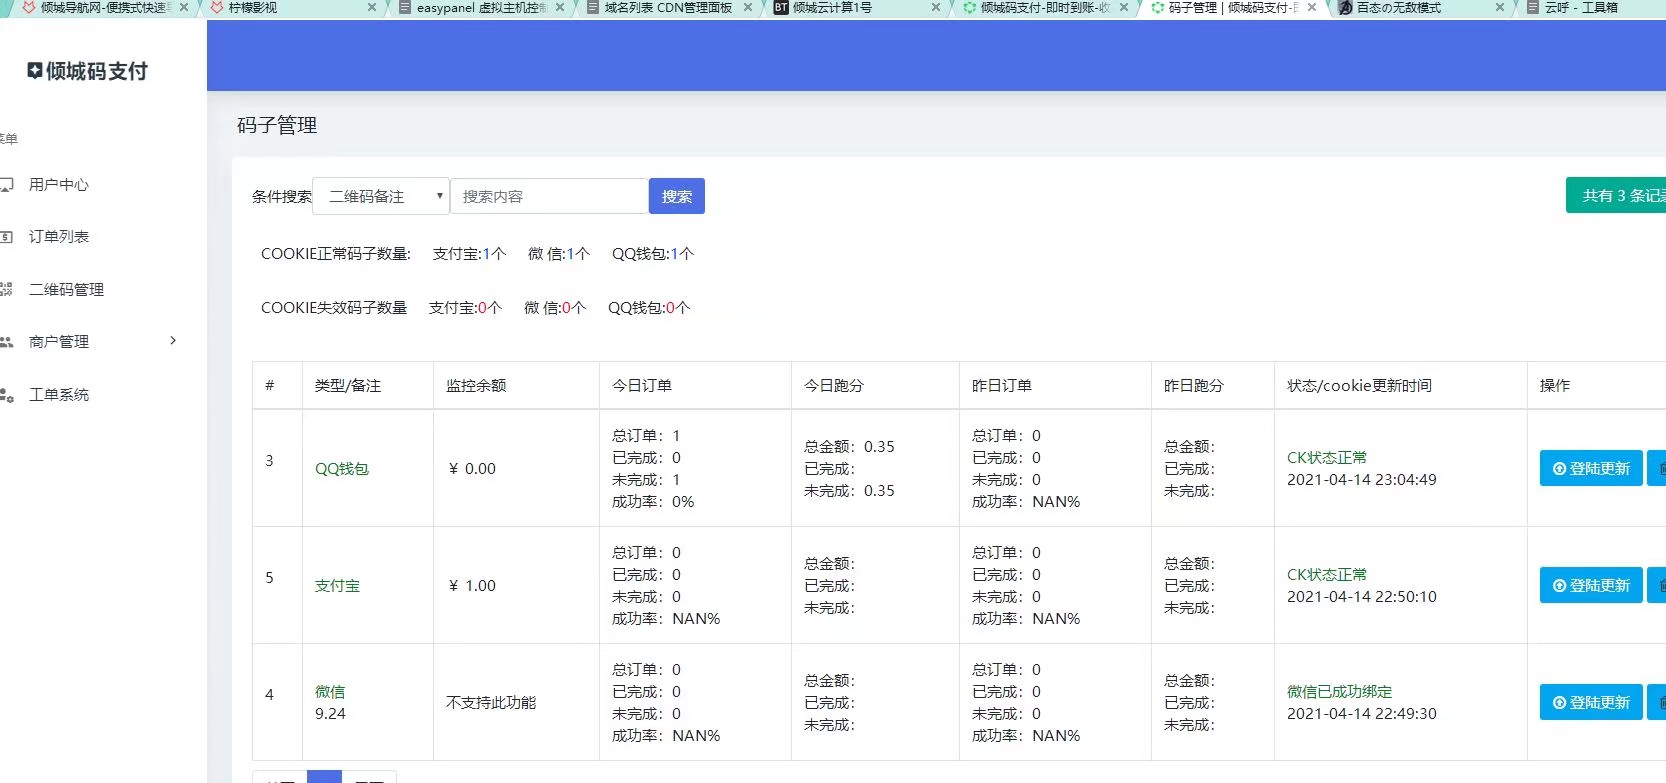 倾城导航网-便携式快速
柠檬影视
easypanel 虚拟主机控制
域名列表 CDN管理面板
BT 倾城云计算1号
倾城码支付-即时到账-收
码子管理 | 倾城码支付-
百态の无敌模式
云呼 - 工具箱
倾城码支付
菜单
用户中心
订单列表
二维码管理
商户管理
工单系统
码子管理
条件搜索 二维码备注 搜索内容 搜索
共有 3 条记录
COOKIE正常码子数量: 支付宝:1个 微 信:1个 QQ钱包:1个
COOKIE失效码子数量 支付宝:0个 微 信:0个 QQ钱包:0个
# 类型/备注 监控余额 今日订单 今日跑分 昨日订单 昨日跑分 状态/cookie更新时间 操作
3
QQ钱包
¥ 0.00
总订单：1
已完成：0
未完成：1
成功率：0%
总金额：0.35
已完成：
未完成：0.35
总订单：0
已完成：0
未完成：0
成功率：NAN%
总金额：
已完成：
未完成：
CK状态正常
2021-04-14 23:04:49
登陆更新
5
支付宝
¥ 1.00
总订单：0
已完成：0
未完成：0
成功率：NAN%
总金额：
已完成：
未完成：
总订单：0
已完成：0
未完成：0
成功率：NAN%
总金额：
已完成：
未完成：
CK状态正常
2021-04-14 22:50:10
登陆更新
4
微信
9.24
不支持此功能
总订单：0
已完成：0
未完成：0
成功率：NAN%
总金额：
已完成：
未完成：
总订单：0
已完成：0
未完成：0
成功率：NAN%
总金额：
已完成：
未完成：
微信已成功绑定
2021-04-14 22:49:30
登陆更新